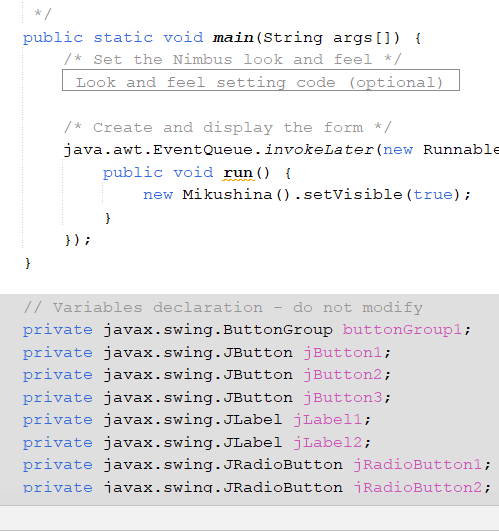 */
public static void main(String args[]) {
/* Set the Nimbus look and feel */
Look and feel setting code (optional)
/* Create and display the form */
java.awt.EventQueue.invokeLater(new Runnable
public void run() {
new Mikushina().setVisible(true);
}
});
}
// Variables declaration - do not modify
private javax.swing.ButtonGroup buttonGroup1;
private javax.swing.JButton jButton1;
private javax.swing.JButton jButton2;
private javax.swing.JButton jButton3;
private javax.swing.JLabel jLabel1;
private javax.swing.JLabel jLabel2;
private javax.swing.JRadioButton jRadioButton1;
private javax.swing.JRadioButton jRadioButton2;